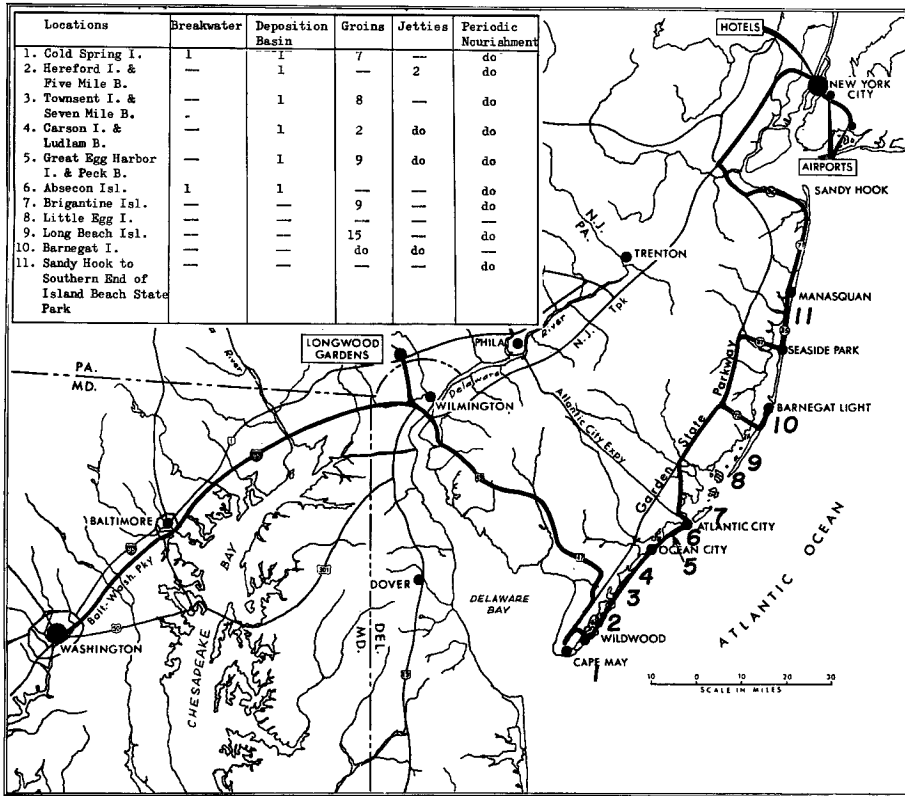 Locations Breakwater Deposition Basin Groins Jetties Periodic Nourishment
1. Cold Spring I. 1 1 7 — do
2. Hereford I. & — 1 — 2 do
Five Mile B.
3. Townsent I. & — 1 8 — do
Seven Mile B.
4. Carson I. & — 1 2 do do
Ludlam B.
5. Great Egg Harbor — 1 9 do do
I. & Peck B.
6. Absecon Isl. 1 1 — — do
7. Brigantine Isl. — — 9 — do
8. Little Egg I. — — — — —
9. Long Beach Isl. — — 15 — do
10. Barnegat I. — — do do —
11. Sandy Hook to — — — — do
Southern End of
Island Beach State
Park
HOTELS
NEW YORK
CITY
AIRPORTS
SANDY HOOK
N.J.
PA.
TRENTON
MANASQUAN
11
SEASIDE PARK
N.J. Tpk
River
PHILA
LONGWOOD
GARDENS
River
PA.
MD.
Delaware
WILMINGTON
Garden State Parkway
Atlantic City Expy
BARNEGAT LIGHT
10
9
8
7
ATLANTIC CITY
6
OCEAN CITY
5
4
3
2
WILDWOOD
CAPE MAY
1
ATLANTIC OCEAN
BALTIMORE
Balt-Wash. Pky
BAY
CHESAPEAKE
301
50
WASHINGTON
DOVER
DELAWARE
BAY
DEL.
MD.
10 0 10 20 30
SCALE IN MILES